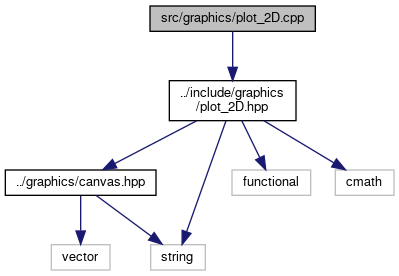 src/graphics/plot_2D.cpp
../include/graphics
/plot_2D.hpp
../graphics/canvas.hpp
functional
cmath
vector
string